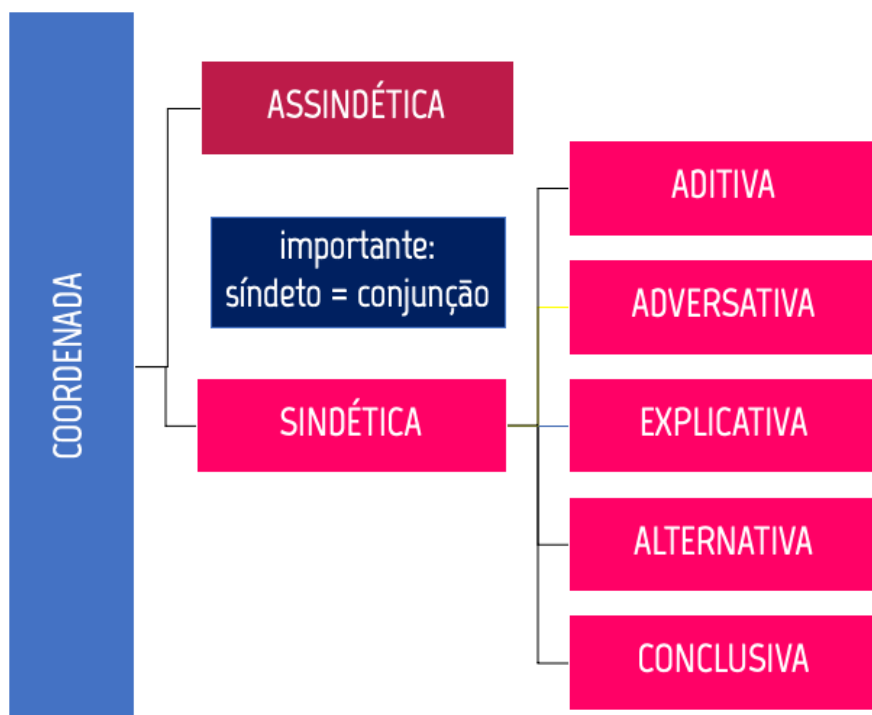 COORDENADA
ASSINDÉTICA
importante:
síndeto = conjunção
SINDÉTICA
ADITIVA
ADVERSATIVA
EXPLICATIVA
ALTERNATIVA
CONCLUSIVA